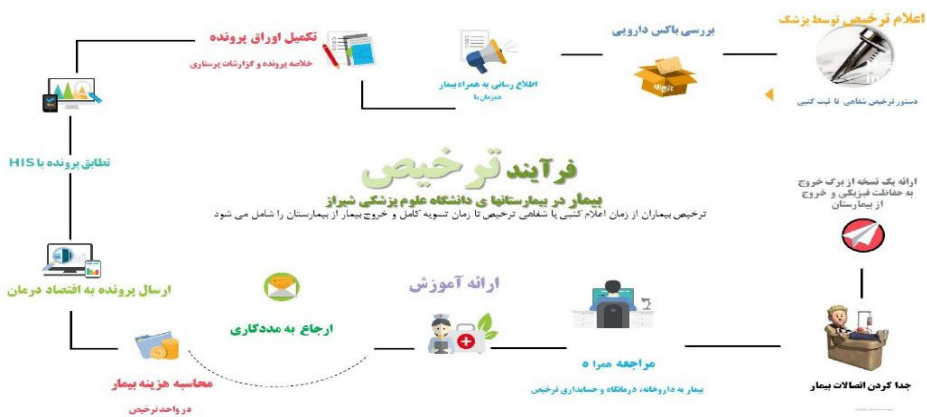 اعلام ترخیص توسط پزشک
دستور ترخیص شفاهی تا ثبت کتبی
بررسی باکس دارویی
digit
اطلاع رسانی به همراه بیمار
همزمان با
تکمیل اوراق پرونده
خلاصه پرونده و گزارشات پرستاری
تطابق پرونده با HIS
ارسال پرونده به اقتصاد درمان
فرآیند ترخیص
بیمار در بیمارستانها ی دانشگاه علوم پزشکی شیراز
ترخیص بیماران از زمان اعلام کتبی یا شفاهی ترخیص تا زمان تسویه کامل و خروج بیمار از بیمارستان را شامل می شود
محاسبه هزینه بیمار
در واحد ترخیص
ارجاع به مددکاری
ارائه آموزش
مراجعه همرا ه
بیمار به داروخانه، درمانگاه و حسابداری ترخیص
جدا کردن اتصالات بیمار
ارائه یک نسخه از برگ خروج
به حفاظت فیزیکی و خروج
از بیمارستان